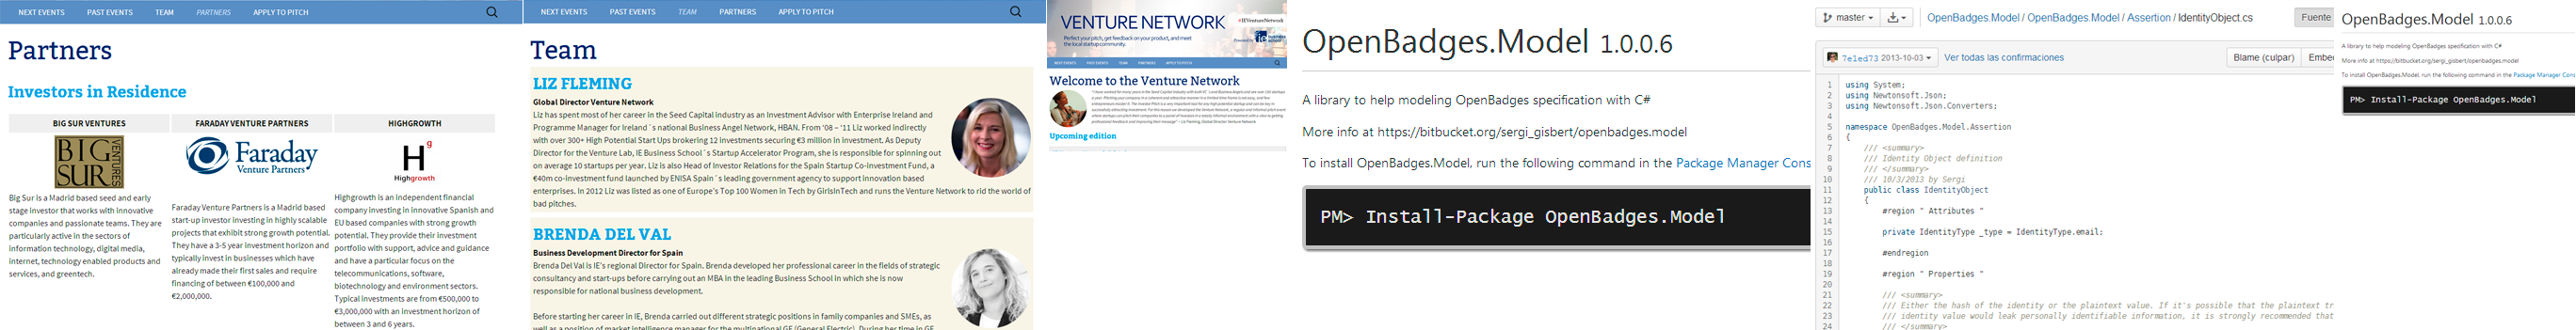 NEXT EVENTS PAST EVENTS TEAM PARTNERS APPLY TO PITCH
Partners
Investors in Residence
BIG SUR VENTURES
BIG
SUR
VENTURES
Big Sur is a Madrid based seed and early
stage investor that works with innovative
companies and passionate teams. They are
particularly active in the sectors of
information technology, digital media,
internet, technology enabled products and
services, and greentech.
FARADAY VENTURE PARTNERS
Faraday
Venture Partners
Faraday Venture Partners is a Madrid based
start-up investor investing in highly scalable
projects that exhibit strong growth potential.
They have a 3-5 year investment horizon and
typically invest in businesses which have
already made their first sales and require
financing of between €100,000 and
€2,000,000.
HIGHGROWTH
Hg
Highgrowth
Highgrowth is an independent financial
company investing in innovative Spanish and
EU based companies with strong growth
potential. They provide their investment
portfolio with support, advice and guidance
and have a particular focus on the
telecommunications, software,
biotechnology and environment sectors.
Typical investments are from €500,000 to
€3,000,000 with an investment horizon of
between 3 and 6 years.
NEXT EVENTS PAST EVENTS TEAM PARTNERS APPLY TO PITCH
Team
LIZ FLEMING
Global Director Venture Network
Liz has spent most of her career in the Seed Capital Industry as an Investment Advisor with Enterprise Ireland and
Programme Manager for Ireland´s national Business Angel Network, HBAN. From '08 – '11 Liz worked indirectly
with over 300+ High Potential Start Ups brokering 12 investments securing €3 million in investment. As Deputy
Director for the Venture Lab, IE Business School´s Startup Accelerator Program, she is responsible for spinning out
on average 10 startups per year. Liz is also Head of Investor Relations for the Spain Startup Co-Investment Fund, a
€40m co-investment fund launched by ENISA Spain´s leading government agency to support innovation based
enterprises. In 2012 Liz was listed as one of Europe's Top 100 Women in Tech by GirlsInTech and runs the Venture Network to rid the world of
bad pitches.
BRENDA DEL VAL
Business Development Director for Spain
Brenda Del Val is IE's regional Director for Spain. Brenda developed her professional career in the fields of strategic
consultancy and start-ups before carrying out an MBA in the leading Business School in which she is now
responsible for national business development.
Before starting her career in IE, Brenda carried out different strategic positions in family companies and SMEs, as
well as a position of market intelligence manager for the multinational GE (General Electric). During her time in GE
VENTURE NETWORK
#IEVentureNetwork
Perfect your pitch, get feedback on your product, and meet
the local startup community.
NEXT EVENTS PAST EVENTS TEAM PARTNERS APPLY TO PITCH
Welcome to the Venture Network
Upcoming edition
OpenBadges.Model 1.0.0.6
A library to help modeling OpenBadges specification with C#
More info at https://bitbucket.org/sergi_gisbert/openbadges.model
To install OpenBadges.Model, run the following command in the Package Manager Cons
PM> Install-Package OpenBadges.Model
master OpenBadges.Model / OpenBadges.Model / Assertion / IdentityObject.cs Fuente
7e1ed73 2013-10-03 Ver todas las confirmaciones Blame (culpar) Embe
1 using System;
2 using Newtonsoft.Json;
3 using Newtonsoft.Json.Converters;
4
5 namespace OpenBadges.Model.Assertion
6 {
7 /// <summary>
8 /// Identity Object definition
9 /// </summary>
10 /// 10/3/2013 by Sergi
11 public class IdentityObject
12 {
13 #region " Attributes "
14
15 private IdentityType _type = IdentityType.email;
16
17 #endregion
18
19 #region " Properties "
20
21 /// <summary>
22 /// Either the hash of the identity or the plaintext value. If it's possible that the plaintext tr
23 /// identity value would leak personally identifiable information, it is strongly recommended that
24 /// </summary>
OpenBadges.Model 1.0.0.6
A library to help modeling OpenBadges specification with C#
More info at https://bitbucket.org/sergi_gisbert/openbadges.model
To install OpenBadges.Model, run the following command in the Package Manager Cons
PM> Install-Package OpenBadges.Model